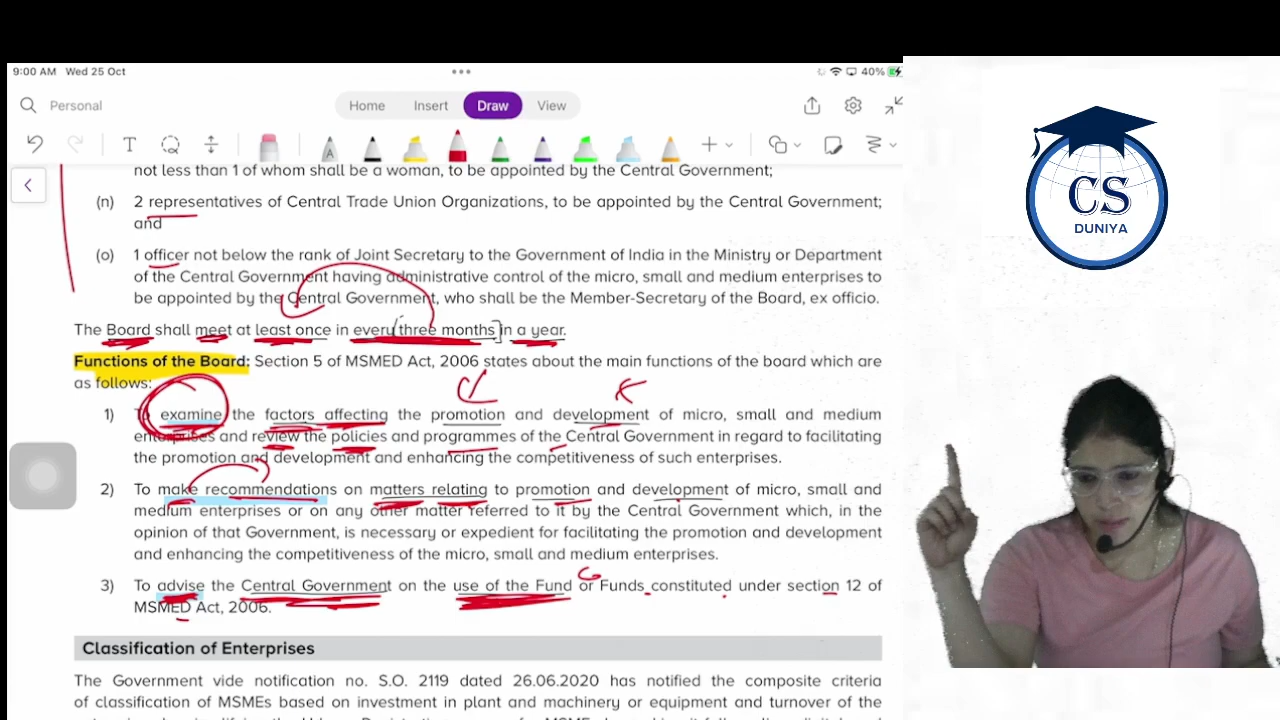 9:00 AM Wed 25 Oct
40%
Personal
Home Insert Draw View
not less than 1 of whom shall be a woman, to be appointed by the Central Government;
(n) 2 representatives of Central Trade Union Organizations, to be appointed by the Central Government;
and
(o) 1 officer not below the rank of Joint Secretary to the Government of India in the Ministry or Department
of the Central Government having administrative control of the micro, small and medium enterprises to
be appointed by the Central Government, who shall be the Member-Secretary of the Board, ex officio.
The Board shall meet at least once in every three months in a year.
Functions of the Board: Section 5 of MSMED Act, 2006 states about the main functions of the board which are
as follows:
1) To examine the factors affecting the promotion and development of micro, small and medium
enterprises and review the policies and programmes of the Central Government in regard to facilitating
the promotion and development and enhancing the competitiveness of such enterprises.
2) To make recommendations on matters relating to promotion and development of micro, small and
medium enterprises or on any other matter referred to it by the Central Government which, in the
opinion of that Government, is necessary or expedient for facilitating the promotion and development
and enhancing the competitiveness of the micro, small and medium enterprises.
3) To advise the Central Government on the use of the Fund or Funds constituted under section 12 of
MSMED Act, 2006.
Classification of Enterprises
The Government vide notification no. S.O. 2119 dated 26.06.2020 has notified the composite criteria
of classification of MSMEs based on investment in plant and machinery or equipment and turnover of the
CS
DUNIYA